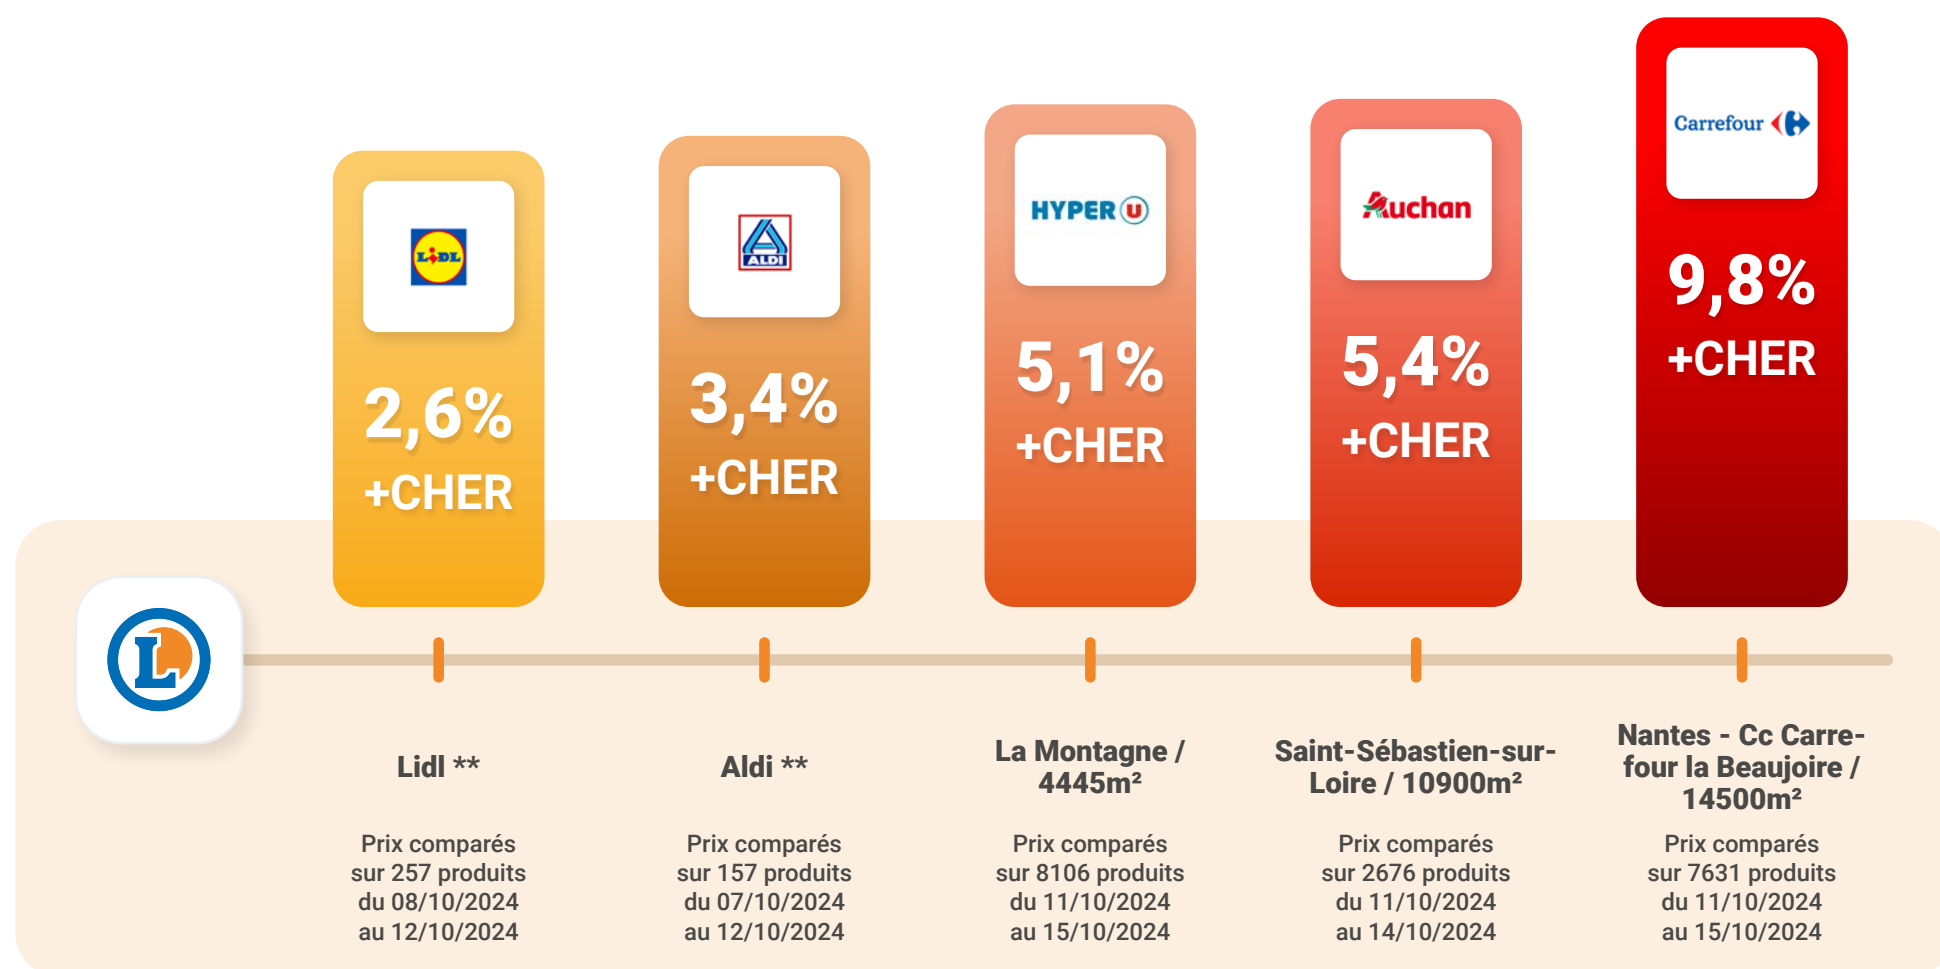 LIDL
2,6%
+CHER
ALDI
3,4%
+CHER
HYPER U
5,1%
+CHER
Auchan
5,4%
+CHER
Carrefour
9,8%
+CHER
L
Lidl **
Prix comparés
sur 257 produits
du 08/10/2024
au 12/10/2024
Aldi **
Prix comparés
sur 157 produits
du 07/10/2024
au 12/10/2024
La Montagne /
4445m²
Prix comparés
sur 8106 produits
du 11/10/2024
au 15/10/2024
Saint-Sébastien-sur-
Loire / 10900m²
Prix comparés
sur 2676 produits
du 11/10/2024
au 14/10/2024
Nantes - Cc Carre-
four la Beaujoire /
14500m²
Prix comparés
sur 7631 produits
du 11/10/2024
au 15/10/2024